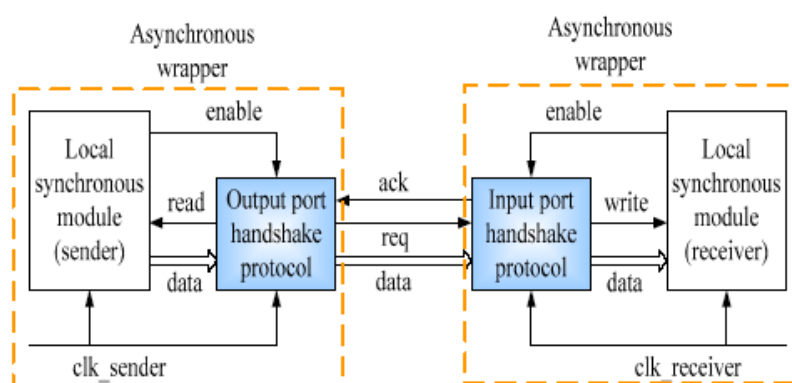 Asynchronous
wrapper
Asynchronous
wrapper
enable
enable
Local
synchronous
module
(sender)
read
data
Output port
handshake
protocol
ack
req
data
Input port
handshake
protocol
write
data
Local
synchronous
module
(receiver)
clk_sender
clk_receiver